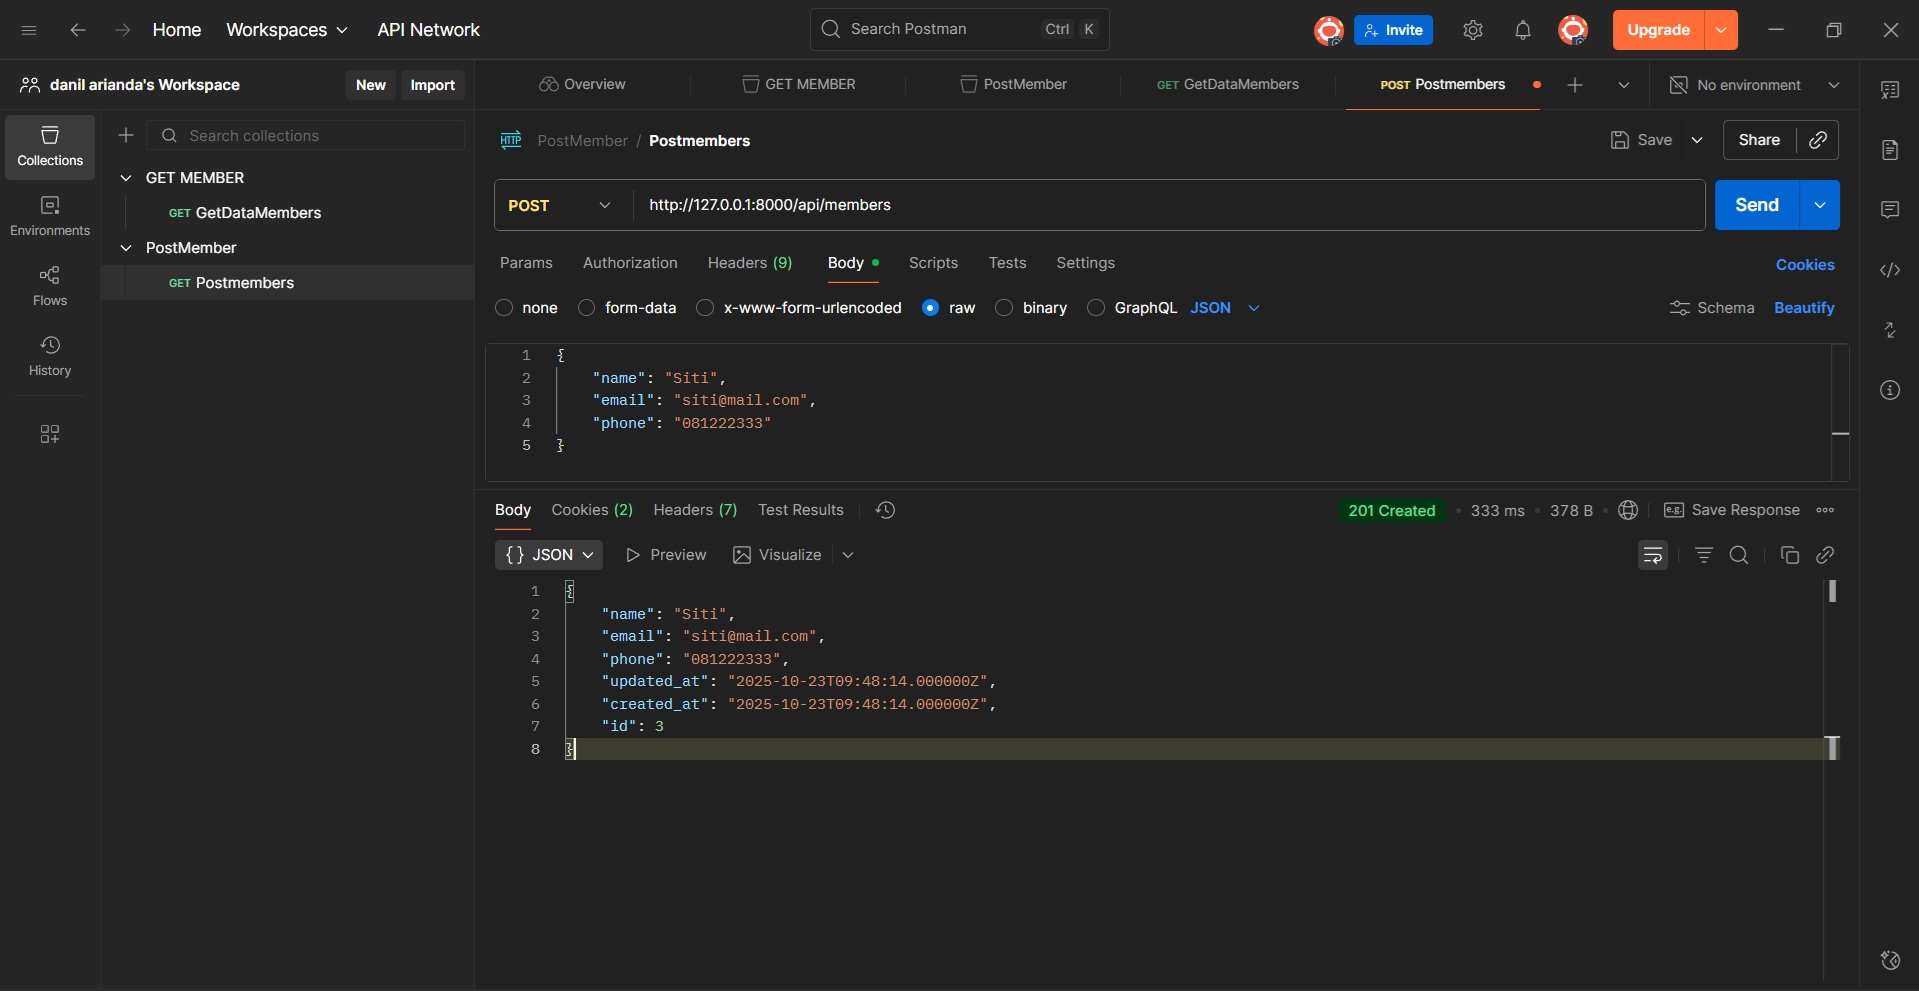 Home Workspaces API Network Search Postman Ctrl K Invite Upgrade
danil arianda's Workspace New Import
Overview GET MEMBER PostMember GET GetDataMembers POST Postmembers No environment
Collections
Environments
Flows
History
Search collections
GET MEMBER
GET GetDataMembers
PostMember
GET Postmembers
HTTP PostMember / Postmembers Save Share
POST http://127.0.0.1:8000/api/members Send
Params Authorization Headers (9) Body Scripts Tests Settings Cookies
none form-data x-www-form-urlencoded raw binary GraphQL JSON Schema Beautify
1 {
2 "name": "Siti",
3 "email": "siti@mail.com",
4 "phone": "081222333"
5 }
Body Cookies (2) Headers (7) Test Results 201 Created 333 ms 378 B e.g. Save Response
{} JSON Preview Visualize
1 {
2 "name": "Siti",
3 "email": "siti@mail.com",
4 "phone": "081222333",
5 "updated_at": "2025-10-23T09:48:14.000000Z",
6 "created_at": "2025-10-23T09:48:14.000000Z",
7 "id": 3
8 }